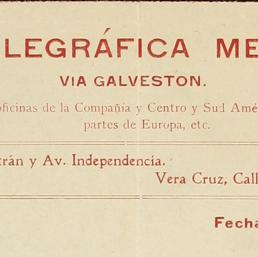 LEGRÁFICA ME
VIA GALVESTON.
oficinas de la Compañia y Centro y Sud Amé
partes de Europa, etc.
trán y Av. Independencia.
Vera Cruz, Call
Fecha